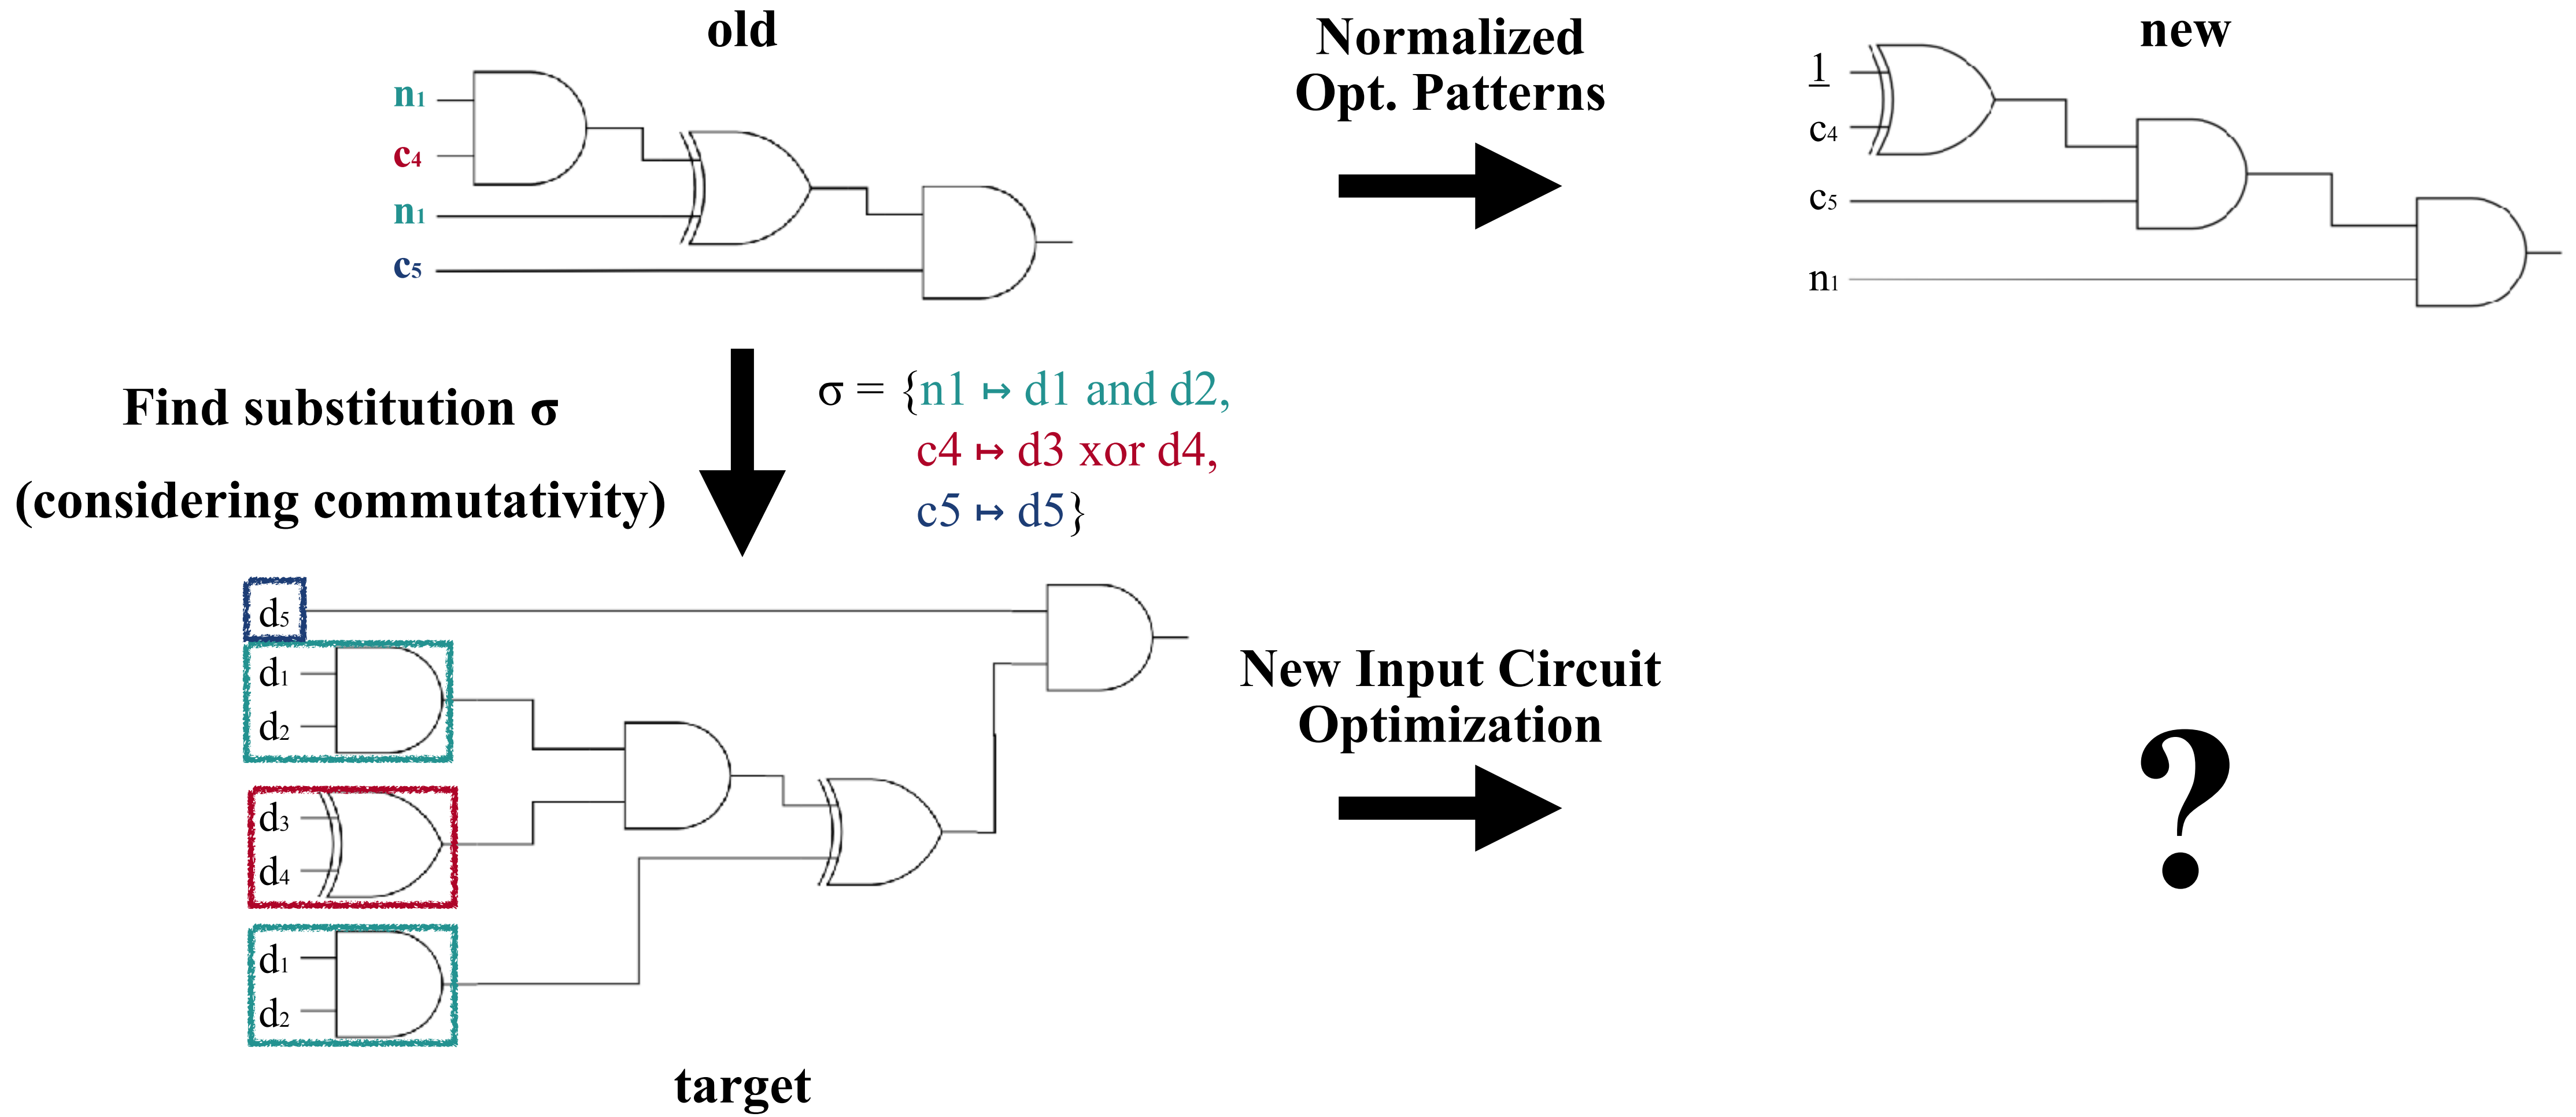 old
Normalized
Opt. Patterns
new
n1
c4
n1
c5
1
c4
c5
n1
Find substitution σ
(considering commutativity)
σ = {n1 ↦ d1 and d2,
c4 ↦ d3 xor d4,
c5 ↦ d5}
d5
d1
d2
d3
d4
d1
d2
New Input Circuit
Optimization
?
target